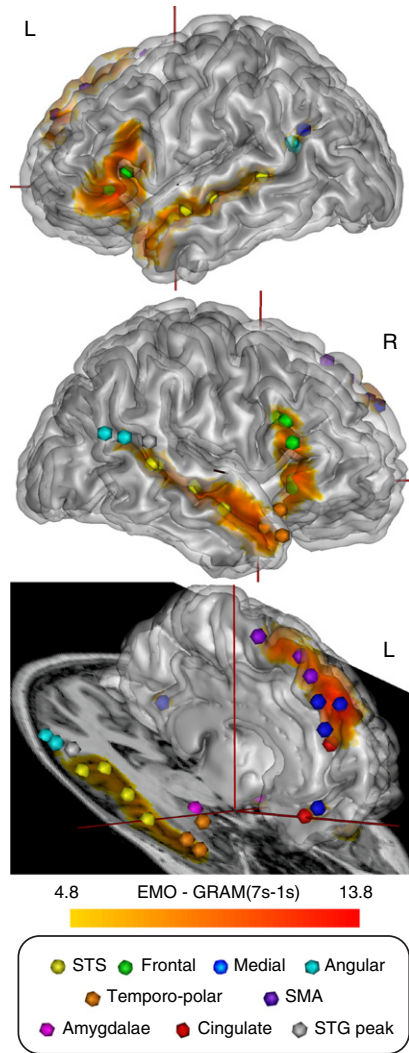 L
R
L
4.8 EMO - GRAM(7s-1s) 13.8
STS Frontal Medial Angular
Temporo-polar SMA
Amygdalae Cingulate STG peak